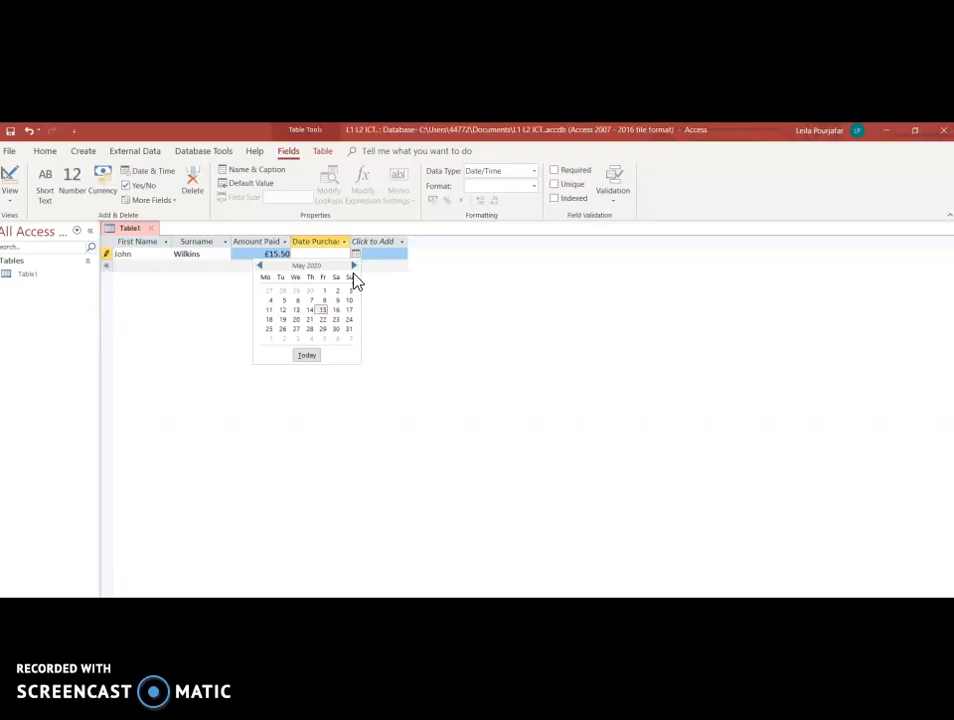 Table Tools
L1 L2 ICT. : Database- C:\Users\44772\Documents\L1 L2 ICT..accdb (Access 2007 - 2016 file format) - Access
Leila Pourjafar
LP
File Home Create External Data Database Tools Help Fields Table Tell me what you want to do
View
Views
AB
Short Text
12
Number
Currency
Date & Time
Yes/No
More Fields
Delete
Add & Delete
Name & Caption
Default Value
Field Size
Modify Lookups
fx
Modify Expression
ab
Memo Settings
Properties
Data Type: Date/Time
Format:
%
Formatting
Required
Unique
Indexed
Validation
Field Validation
All Access ...
earch...
Tables
Table1
Table1
First Name Surname Amount Paid Date Purchas Click to Add
John Wilkins £15.50
May 2020
Mo Tu We Th Fr Sa Su
27 28 29 30 1 2 3
4 5 6 7 8 9 10
11 12 13 14 15 16 17
18 19 20 21 22 23 24
25 26 27 28 29 30 31
1 2 3 4 5 6 7
Today
RECORDED WITH
SCREENCAST MATIC